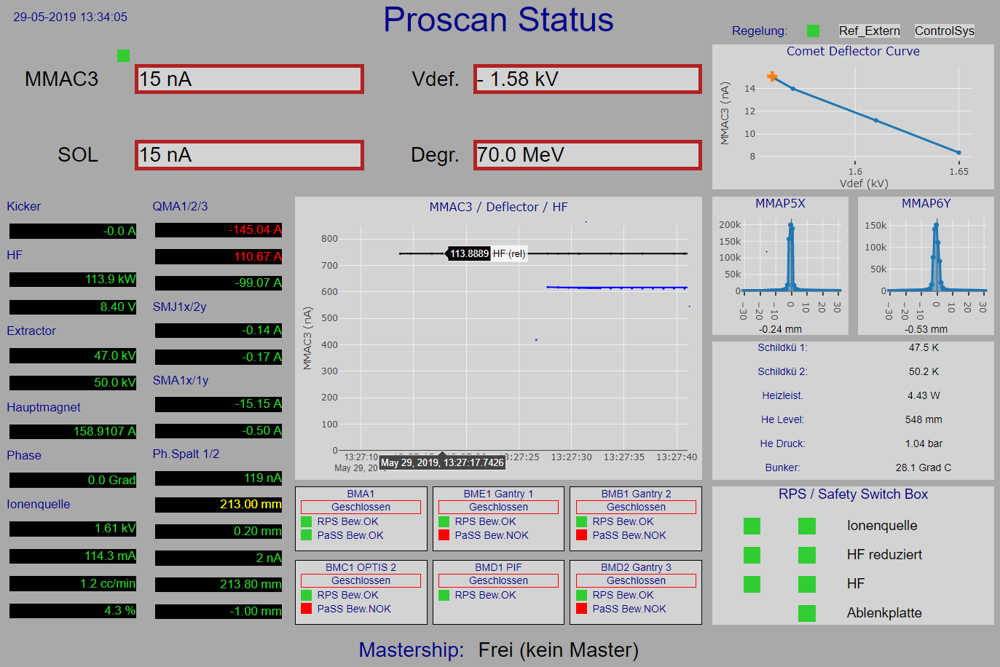 29-05-2019 13:34:05
Proscan Status
Regelung:
Ref_Extern
ControlSys
MMAC3
15 nA
Vdef.
- 1.58 kV
SOL
15 nA
Degr.
70.0 MeV
Comet Deflector Curve
MMAC3 (nA)
14
12
10
8
1.6
1.65
Vdef (kV)
Kicker
-0.0 A
HF
113.9 kW
8.40 V
Extractor
47.0 kV
50.0 kV
Hauptmagnet
158.9107 A
Phase
0.0 Grad
Ionenquelle
1.61 kV
114.3 mA
1.2 cc/min
4.3 %
QMA1/2/3
-145.04 A
110.67 A
-99.07 A
SMJ1x/2y
-0.14 A
-0.17 A
SMA1x/1y
-15.15 A
-0.50 A
Ph.Spalt 1/2
119 nA
213.00 mm
0.20 mm
2 nA
213.80 mm
-1.00 mm
MMAC3 / Deflector / HF
MMAC3 (nA)
800
700
600
500
400
300
200
100
0
113.8889 HF (rel)
13:27:10
13:27:25
13:27:30
13:27:35
13:27:40
May 29,
May 29, 2019, 13:27:17.7426
MMAP5X
200k
150k
100k
50k
0
−30
−20
−10
0
10
20
30
-0.24 mm
MMAP6Y
150k
100k
50k
0
−30
−20
−10
0
10
20
30
-0.53 mm
Schildkü 1: 47.5 K
Schildkü 2: 50.2 K
Heizleist. 4.43 W
He Level: 548 mm
He Druck: 1.04 bar
Bunker: 28.1 Grad C
BMA1
Geschlossen
RPS Bew.OK
PaSS Bew.OK
BME1 Gantry 1
Geschlossen
RPS Bew.OK
PaSS Bew.NOK
BMB1 Gantry 2
Geschlossen
RPS Bew.OK
PaSS Bew.NOK
BMC1 OPTIS 2
Geschlossen
RPS Bew.OK
PaSS Bew.NOK
BMD1 PIF
Geschlossen
RPS Bew.OK
BMD2 Gantry 3
Geschlossen
RPS Bew.OK
PaSS Bew.NOK
RPS / Safety Switch Box
Ionenquelle
HF reduziert
HF
Ablenkplatte
Mastership: Frei (kein Master)